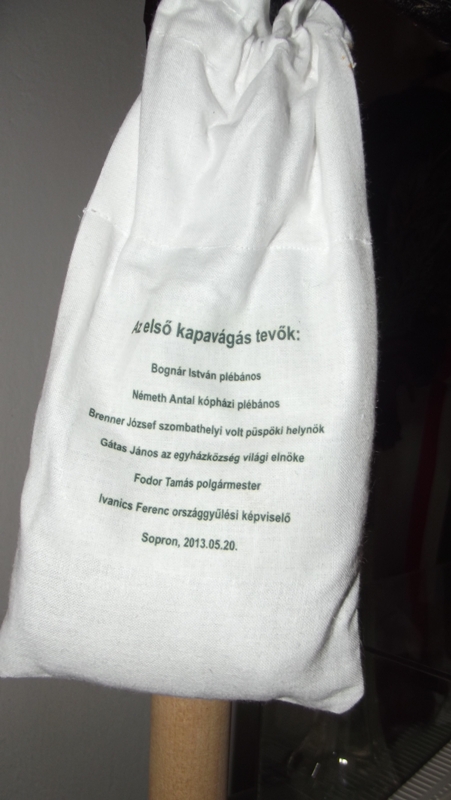 Az első kapavágás tevők:
Bognár István plébános
Németh Antal kópházi plébános
Brenner József szombathelyi volt püspöki helynök
Gátas János az egyházközség világi elnöke
Fodor Tamás polgármester
Ivanics Ferenc országgyűlési képviselő
Sopron, 2013.05.20.